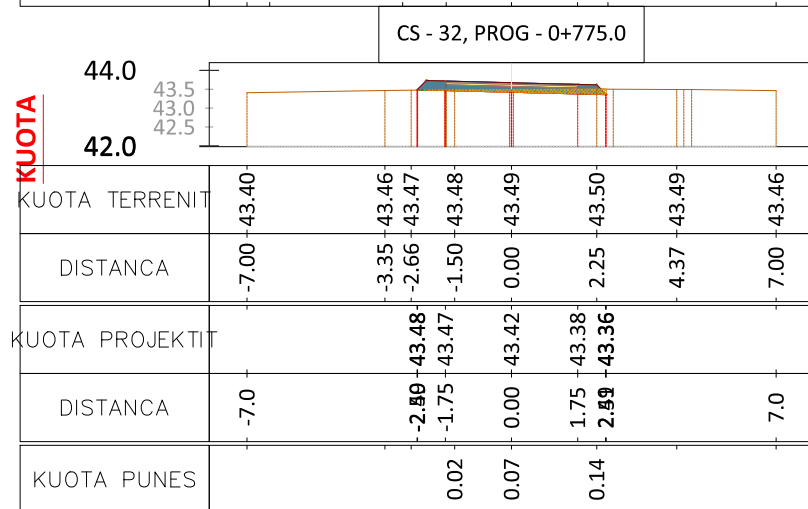 CS - 32, PROG - 0+775.0
KUOTA
44.0
43.5
43.0
42.5
42.0
KUOTA TERRENIT 43.40 43.46 43.47 43.48 43.49 43.50 43.49 43.46
DISTANCA -7.00 -3.35 -2.66 -1.50 0.00 2.25 4.37 7.00
KUOTA PROJEKTIT 43.48 43.47 43.42 43.38 43.36
DISTANCA -7.0 -1.75 0.00 1.75 7.0
KUOTA PUNES 0.02 0.07 0.14